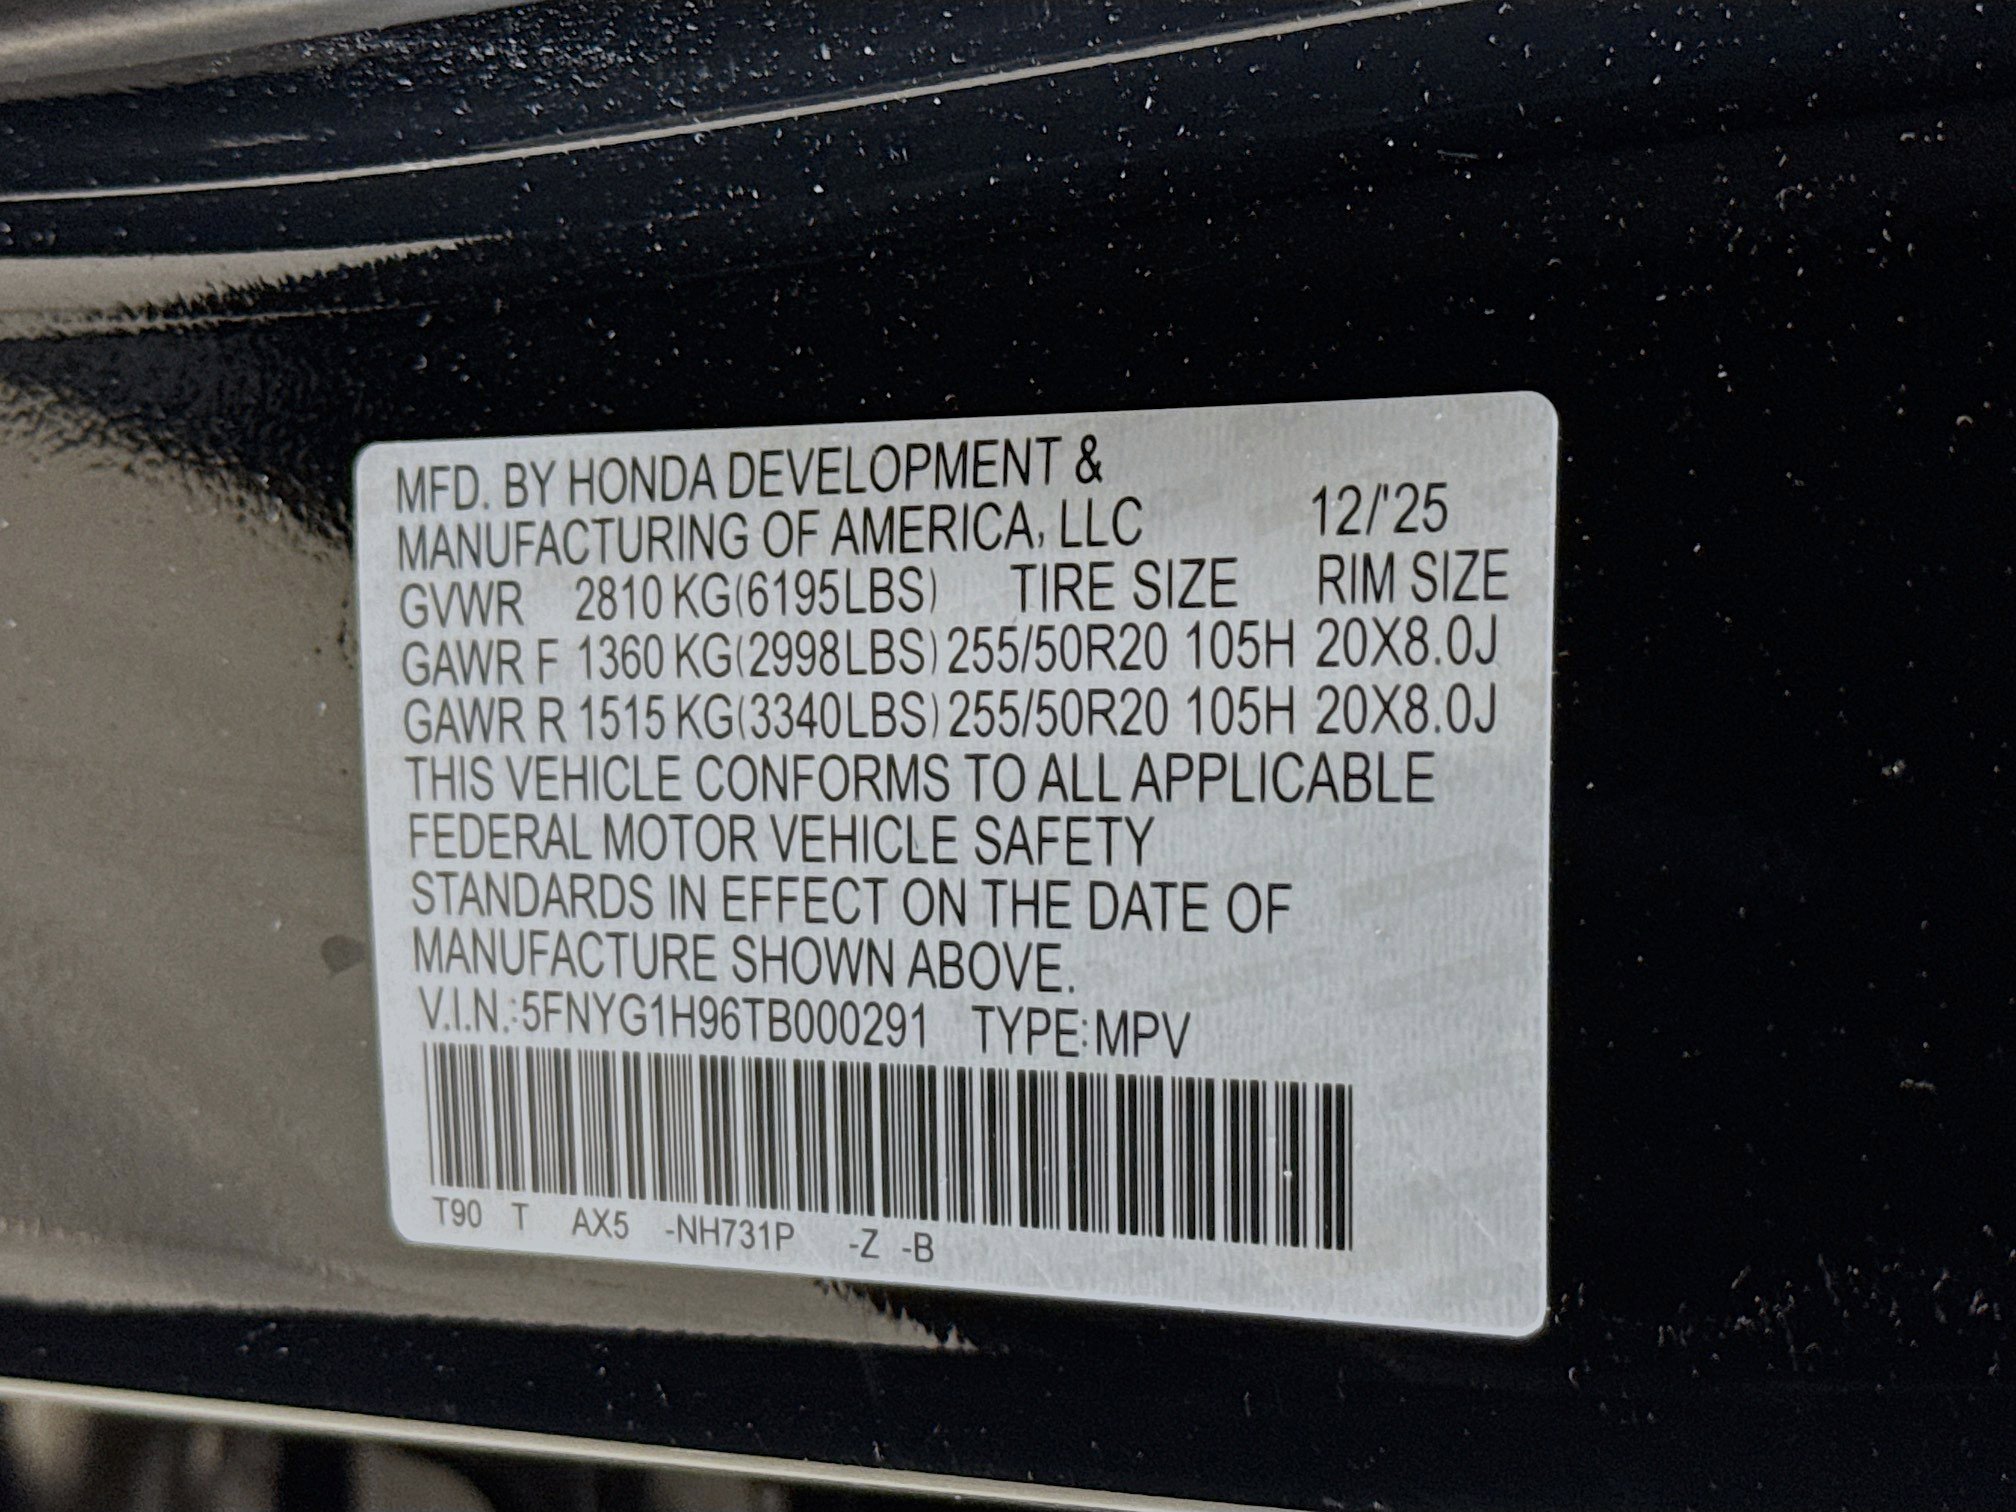 MFD. BY HONDA DEVELOPMENT &
MANUFACTURING OF AMERICA, LLC 12/'25
GVWR 2810 KG(6195LBS) TIRE SIZE RIM SIZE
GAWR F 1360 KG(2998LBS) 255/50R20 105H 20X8.0J
GAWR R 1515 KG(3340LBS) 255/50R20 105H 20X8.0J
THIS VEHICLE CONFORMS TO ALL APPLICABLE
FEDERAL MOTOR VEHICLE SAFETY
STANDARDS IN EFFECT ON THE DATE OF
MANUFACTURE SHOWN ABOVE.
V.I.N.:5FNYG1H96TB000291 TYPE:MPV
T90 T AX5 -NH731P -Z -B